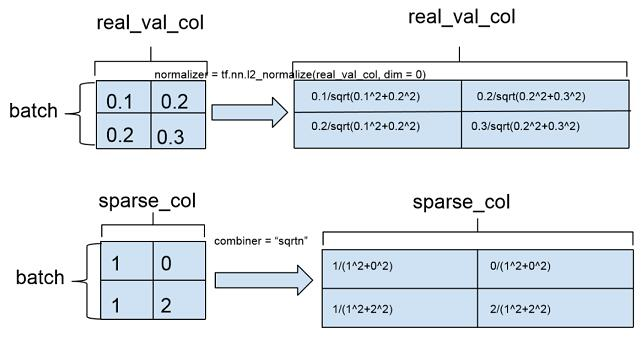 real_val_col
real_val_col
normalizer = tf.nn.l2_normalize(real_val_col, dim = 0)
batch
0.1 0.2
0.2 0.3
0.1/sqrt(0.1^2+0.2^2) 0.2/sqrt(0.2^2+0.3^2)
0.2/sqrt(0.1^2+0.2^2) 0.3/sqrt(0.2^2+0.3^2)
sparse_col
sparse_col
combiner = “sqrtn”
batch
1 0
1 2
1/(1^2+0^2) 0/(1^2+0^2)
1/(1^2+2^2) 2/(1^2+2^2)